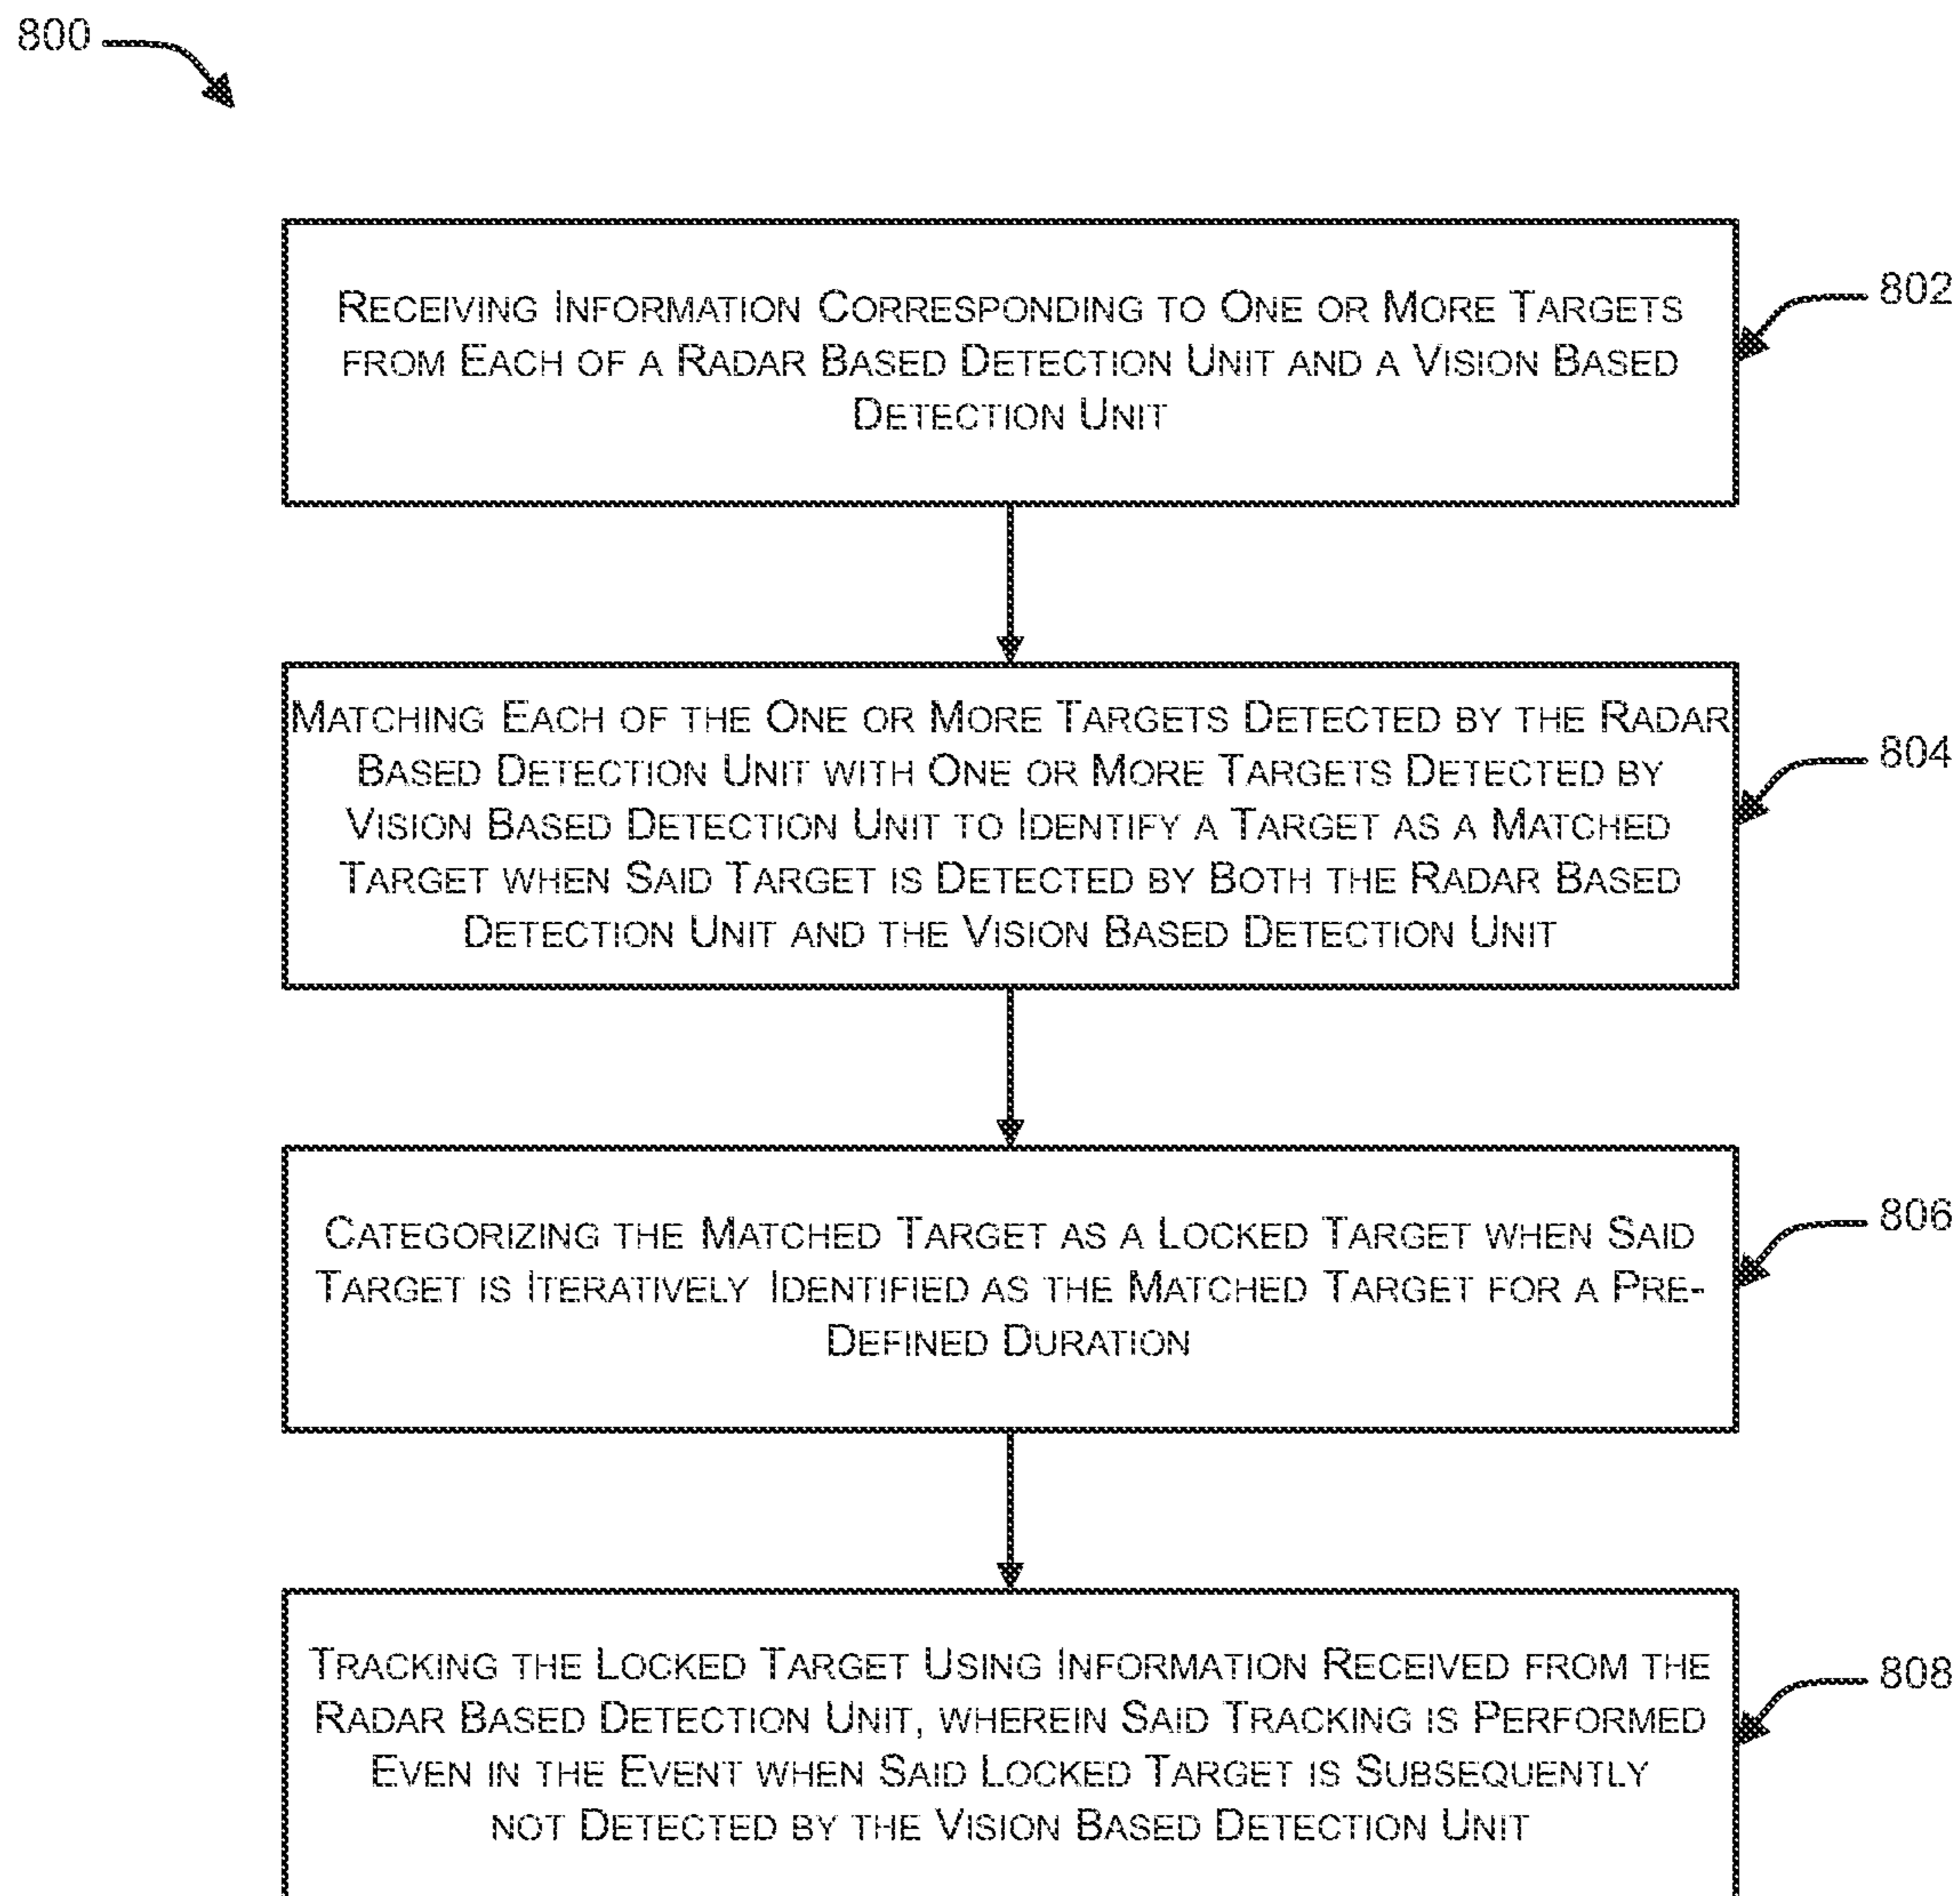 800
RECEIVING INFORMATION CORRESPONDING TO ONE OR MORE TARGETS
FROM EACH OF A RADAR BASED DETECTION UNIT AND A VISION BASED
DETECTION UNIT
802
MATCHING EACH OF THE ONE OR MORE TARGETS DETECTED BY THE RADAR
BASED DETECTION UNIT WITH ONE OR MORE TARGETS DETECTED BY
VISION BASED DETECTION UNIT TO IDENTIFY A TARGET AS A MATCHED
TARGET WHEN SAID TARGET IS DETECTED BY BOTH THE RADAR BASED
DETECTION UNIT AND THE VISION BASED DETECTION UNIT
804
CATEGORIZING THE MATCHED TARGET AS A LOCKED TARGET WHEN SAID
TARGET IS ITERATIVELY IDENTIFIED AS THE MATCHED TARGET FOR A PRE-
DEFINED DURATION
806
TRACKING THE LOCKED TARGET USING INFORMATION RECEIVED FROM THE
RADAR BASED DETECTION UNIT, WHEREIN SAID TRACKING IS PERFORMED
EVEN IN THE EVENT WHEN SAID LOCKED TARGET IS SUBSEQUENTLY
NOT DETECTED BY THE VISION BASED DETECTION UNIT
808